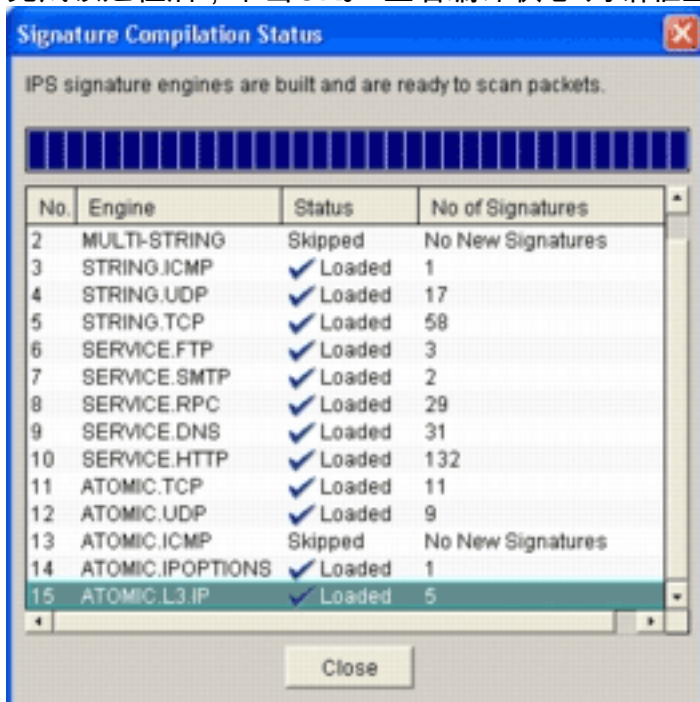 Signature Compilation Status
IPS signature engines are built and are ready to scan packets.
No. Engine Status No of Signatures
2 MULTI-STRING Skipped No New Signatures
3 STRING.ICMP Loaded 1
4 STRING.UDP Loaded 17
5 STRING.TCP Loaded 58
6 SERVICE.FTP Loaded 3
7 SERVICE.SMTP Loaded 2
8 SERVICE.RPC Loaded 29
9 SERVICE.DNS Loaded 31
10 SERVICE.HTTP Loaded 132
11 ATOMIC.TCP Loaded 11
12 ATOMIC.UDP Loaded 9
13 ATOMIC.ICMP Skipped No New Signatures
14 ATOMIC.IPOPTIONS Loaded 1
15 ATOMIC.L3.IP Loaded 5
Close